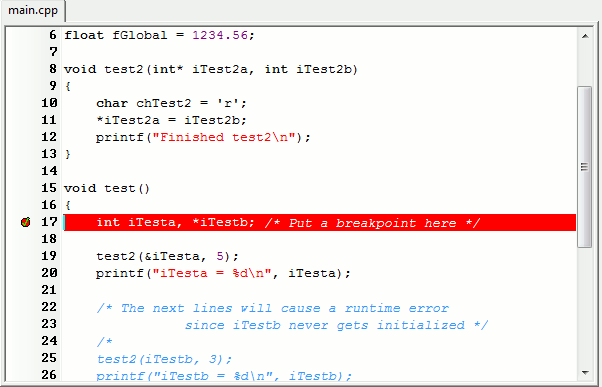 main.cpp
6 float fGlobal = 1234.56;
7
8 void test2(int* iTest2a, int iTest2b)
9 {
10     char chTest2 = 'r';
11     *iTest2a = iTest2b;
12     printf("Finished test2\n");
13 }
14
15 void test()
16 {
17     int iTesta, *iTestb; /* Put a breakpoint here */
18
19     test2(&iTesta, 5);
20     printf("iTesta = %d\n", iTesta);
21
22     /* The next lines will cause a runtime error
23                since iTestb never gets initialized */
24     /*
25     test2(iTestb, 3);
26     printf("iTestb = %d\n", iTestb);